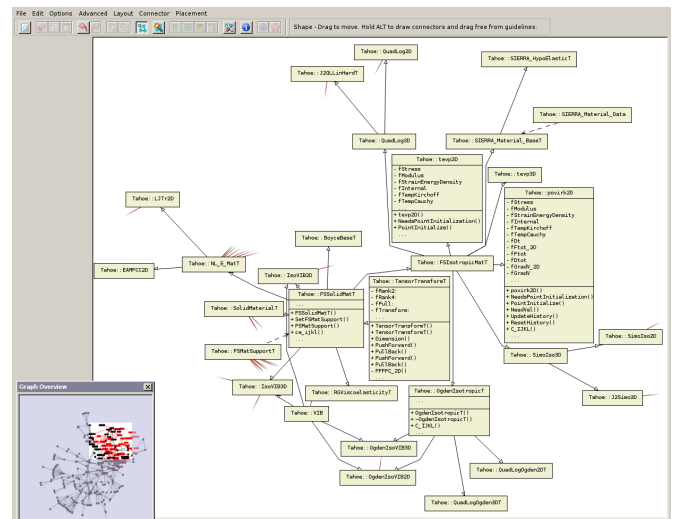 File Edit Options Advanced Layout Connector Placement
Shape - Drag to move. Hold ALT to draw connectors and drag free from guidelines.
Tahoe::QuadLog2D
Tahoe::SIERRA_HypoElasticT
Tahoe::J2QLLinHardT
Tahoe::SIERRA_Material_Data
Tahoe::QuadLog3D
Tahoe::SIERRA_Material_BaseT
Tahoe::tevp2D
- fStress
- fModulus
- fStrainEnergyDensity
- fInternal
- fTempKirchoff
- fTempCauchy
...
+ tevp2D()
+ NeedsPointInitialization()
+ PointInitialize()
...
Tahoe::tevp3D
Tahoe::povirk2D
- fStress
- fModulus
- fStrainEnergyDensity
- fInternal
- fTempKirchoff
- fTempCauchy
- fDt
- fFtot_2D
- fFtot
- fDtot
- fGradV_2D
- fGradV
...
+ povirk2D()
+ NeedsPointInitialization()
+ PointInitialize()
+ NeedVel()
+ UpdateHistory()
+ ResetHistory()
+ C_IJKL()
...
Tahoe::LJTr2D
Tahoe::BoyceBaseT
Tahoe::NL_E_MatT
Tahoe::FSIsotropicMatT
Tahoe::EAMFCC2D
Tahoe::IsoVIB2D
Tahoe::FSSolidMatT
...
+ FSSolidMatT()
+ SetFSMatSupport()
+ FSMatSupport()
+ c_ijkl()
...
Tahoe::TensorTransformT
- fRank2:
- fRank4:
- fPull:
- fTransform:
...
+ TensorTransformT()
+ TensorTransformT()
+ Dimension()
+ PushForward()
+ PullBack()
+ PushForward()
+ PullBack()
- FFFFC_2D()
...
Tahoe::SolidMaterialT
Tahoe::FSMatSupportT
Tahoe::SimoIso2D
Tahoe::SimoIso3D
Graph Overview
Tahoe::IsoVIB3D
Tahoe::RGViscoelasticityT
Tahoe::OgdenIsotropicT
...
+ OgdenIsotropicT()
+ ~OgdenIsotropicT()
+ C_IJKL()
...
Tahoe::J2Simo3D
Tahoe::VIB
Tahoe::OgdenIsoVIB3D
Tahoe::OgdenIsoVIB2D
Tahoe::QuadLogOgden2DT
Tahoe::QuadLogOgden3DT